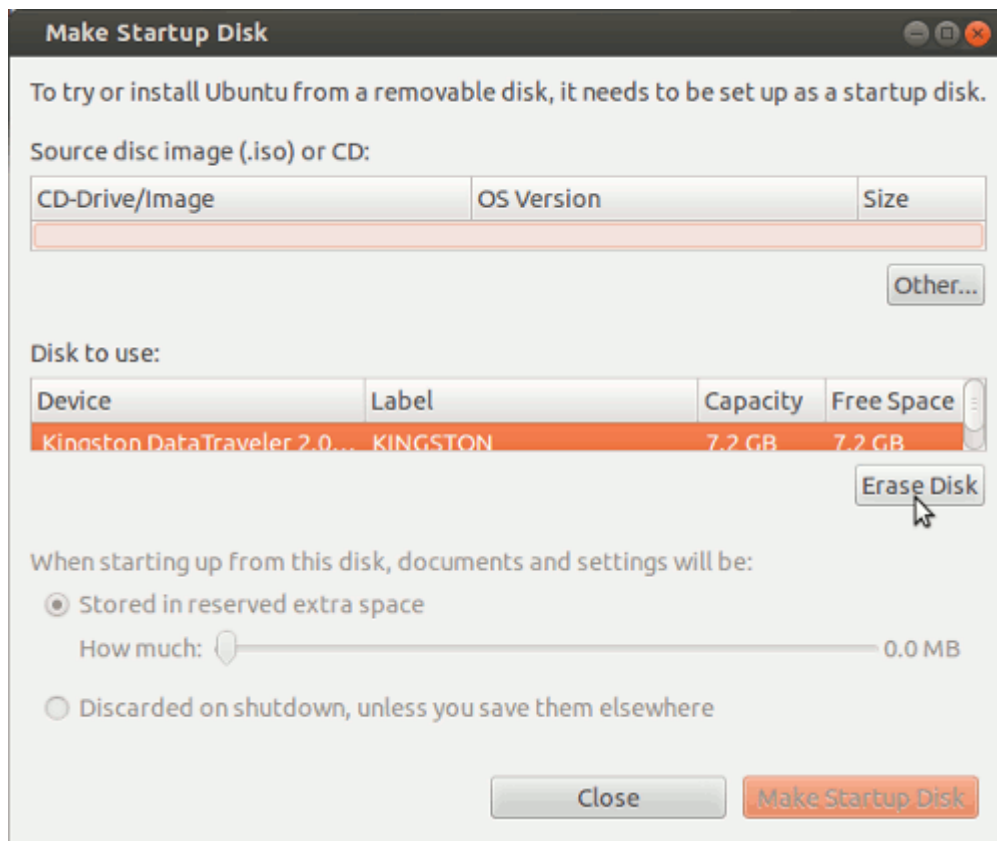 Make Startup Disk
To try or install Ubuntu from a removable disk, it needs to be set up as a startup disk.
Source disc image (.iso) or CD:
CD-Drive/Image OS Version Size
Other...
Disk to use:
Device Label Capacity Free Space
Kingston DataTraveler 2.0... KINGSTON 7.2 GB 7.2 GB
Erase Disk
When starting up from this disk, documents and settings will be:
Stored in reserved extra space
How much: 0.0 MB
Discarded on shutdown, unless you save them elsewhere
Close Make Startup Disk